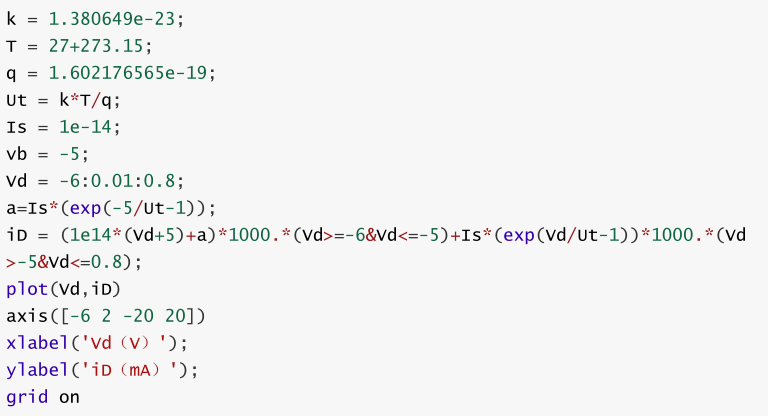 k = 1.380649e-23;
T = 27+273.15;
q = 1.602176565e-19;
Ut = k*T/q;
Is = 1e-14;
vb = -5;
Vd = -6:0.01:0.8;
a=Is*(exp(-5/Ut-1));
iD = (1e14*(Vd+5)+a)*1000.*(Vd>=-6&Vd<=-5)+Is*(exp(Vd/Ut-1))*1000.*(Vd
>-5&Vd<=0.8);
plot(Vd,iD)
axis([-6 2 -20 20])
xlabel('Vd（V）');
ylabel('iD（mA）');
grid on